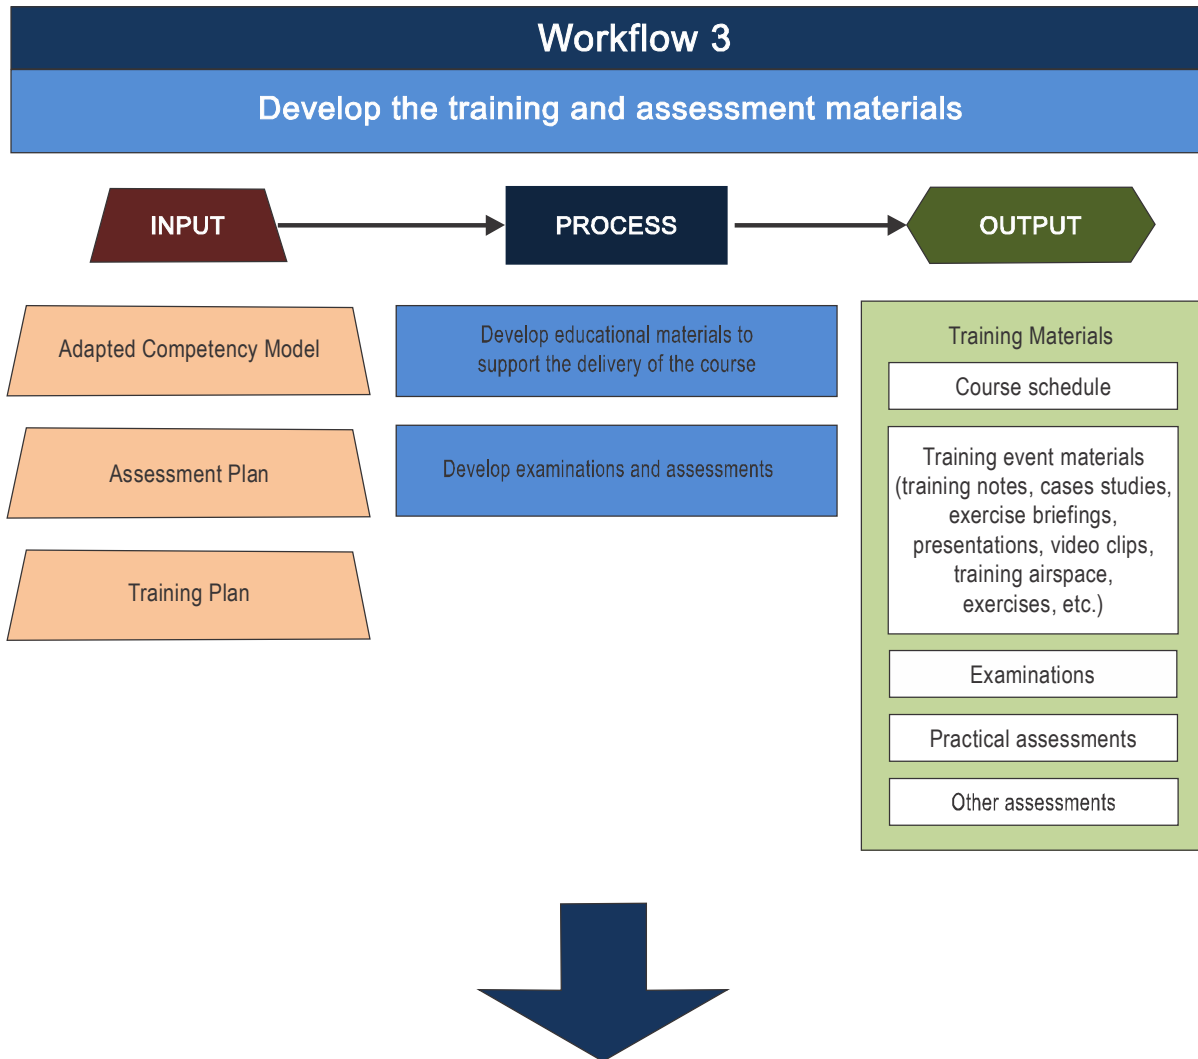 Workflow 3
Develop the training and assessment materials
INPUT
PROCESS
OUTPUT
Adapted Competency Model
Assessment Plan
Training Plan
Develop educational materials to
support the delivery of the course
Develop examinations and assessments
Training Materials
Course schedule
Training event materials
(training notes, cases studies,
exercise briefings,
presentations, video clips,
training airspace,
exercises, etc.)
Examinations
Practical assessments
Other assessments